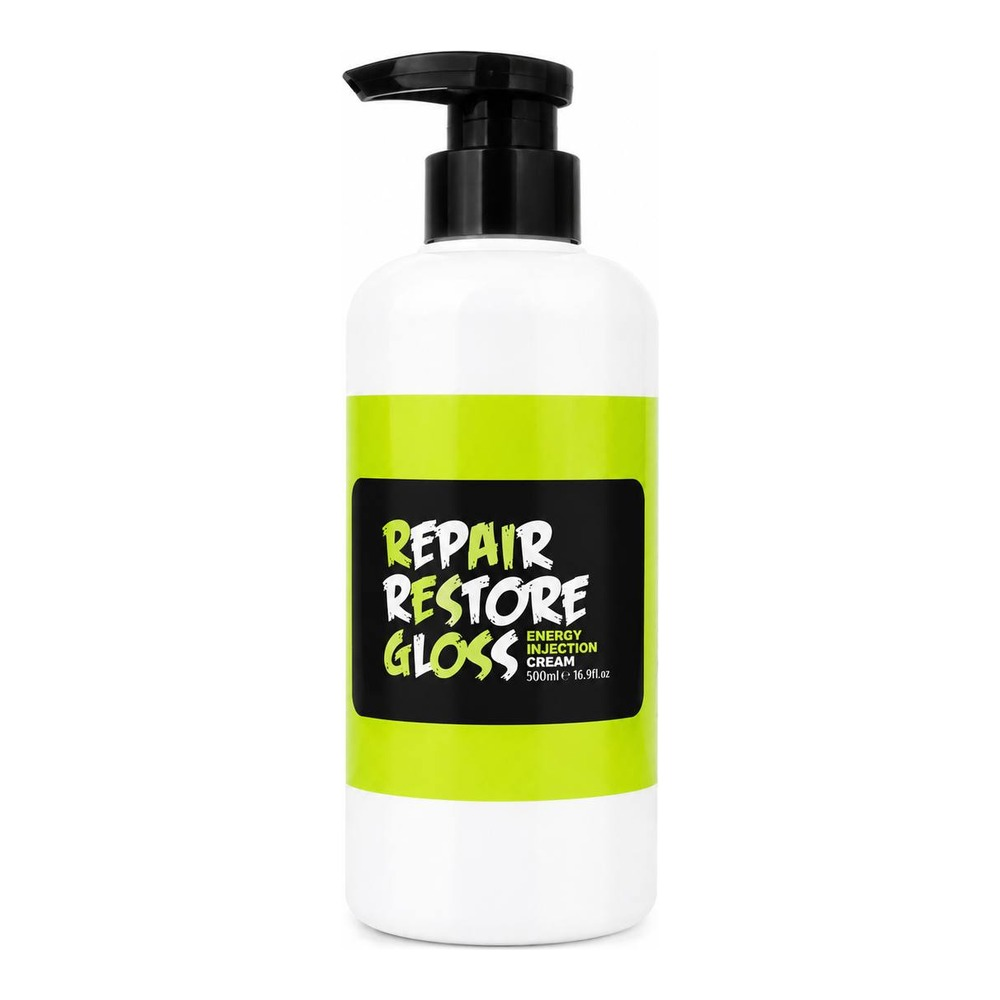 REPAIR
RESTORE
GLOSS
ENERGY
INJECTION
CREAM
500ml ℮ 16.9fl.oz